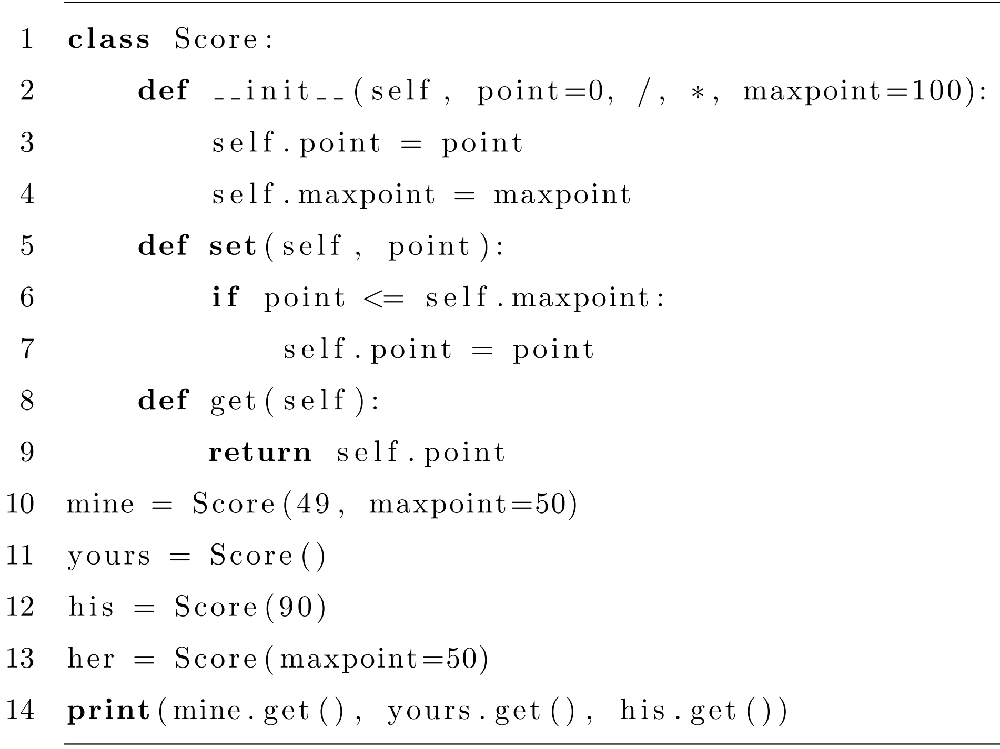 1 class Score:
2     def __init__(self, point=0, /, *, maxpoint=100):
3         self.point = point
4         self.maxpoint = maxpoint
5     def set(self, point):
6         if point <= self.maxpoint:
7             self.point = point
8     def get(self):
9         return self.point
10 mine = Score(49, maxpoint=50)
11 yours = Score()
12 his = Score(90)
13 her = Score(maxpoint=50)
14 print(mine.get(), yours.get(), his.get())